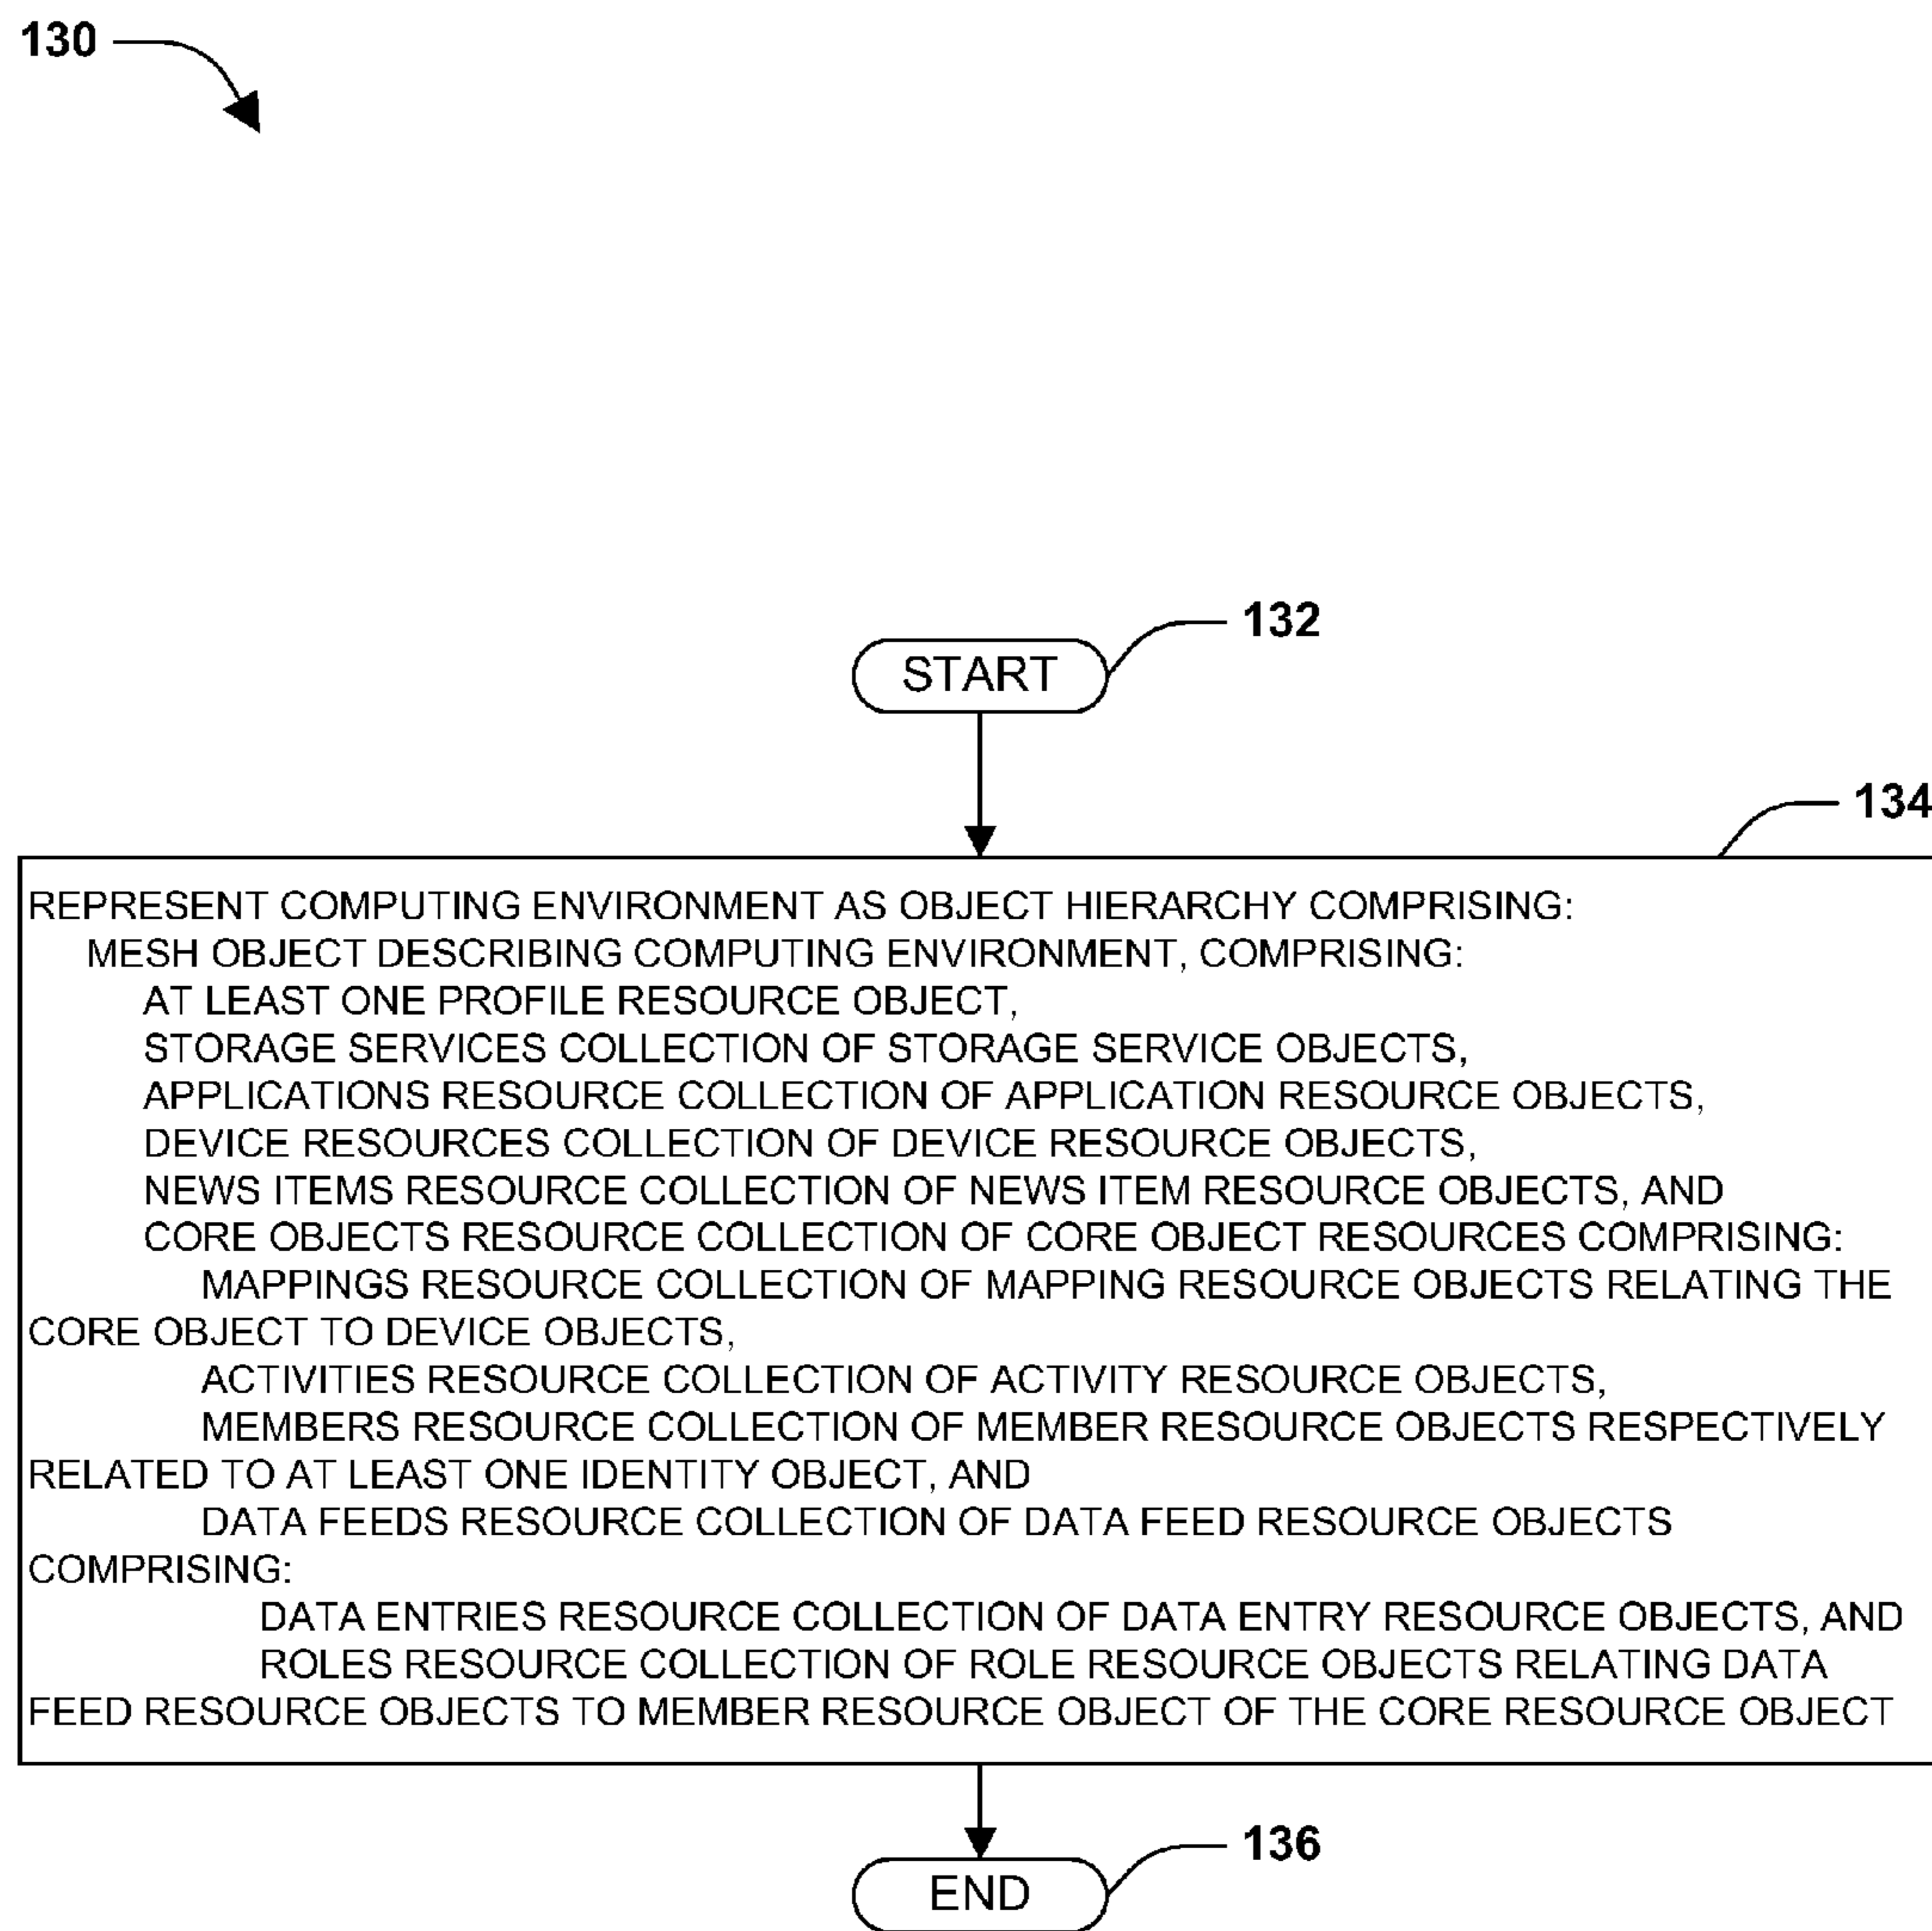 130
132
START
134
REPRESENT COMPUTING ENVIRONMENT AS OBJECT HIERARCHY COMPRISING:
MESH OBJECT DESCRIBING COMPUTING ENVIRONMENT, COMPRISING:
AT LEAST ONE PROFILE RESOURCE OBJECT,
STORAGE SERVICES COLLECTION OF STORAGE SERVICE OBJECTS,
APPLICATIONS RESOURCE COLLECTION OF APPLICATION RESOURCE OBJECTS,
DEVICE RESOURCES COLLECTION OF DEVICE RESOURCE OBJECTS,
NEWS ITEMS RESOURCE COLLECTION OF NEWS ITEM RESOURCE OBJECTS, AND
CORE OBJECTS RESOURCE COLLECTION OF CORE OBJECT RESOURCES COMPRISING:
MAPPINGS RESOURCE COLLECTION OF MAPPING RESOURCE OBJECTS RELATING THE
CORE OBJECT TO DEVICE OBJECTS,
ACTIVITIES RESOURCE COLLECTION OF ACTIVITY RESOURCE OBJECTS,
MEMBERS RESOURCE COLLECTION OF MEMBER RESOURCE OBJECTS RESPECTIVELY
RELATED TO AT LEAST ONE IDENTITY OBJECT, AND
DATA FEEDS RESOURCE COLLECTION OF DATA FEED RESOURCE OBJECTS
COMPRISING:
DATA ENTRIES RESOURCE COLLECTION OF DATA ENTRY RESOURCE OBJECTS, AND
ROLES RESOURCE COLLECTION OF ROLE RESOURCE OBJECTS RELATING DATA
FEED RESOURCE OBJECTS TO MEMBER RESOURCE OBJECT OF THE CORE RESOURCE OBJECT
136
END